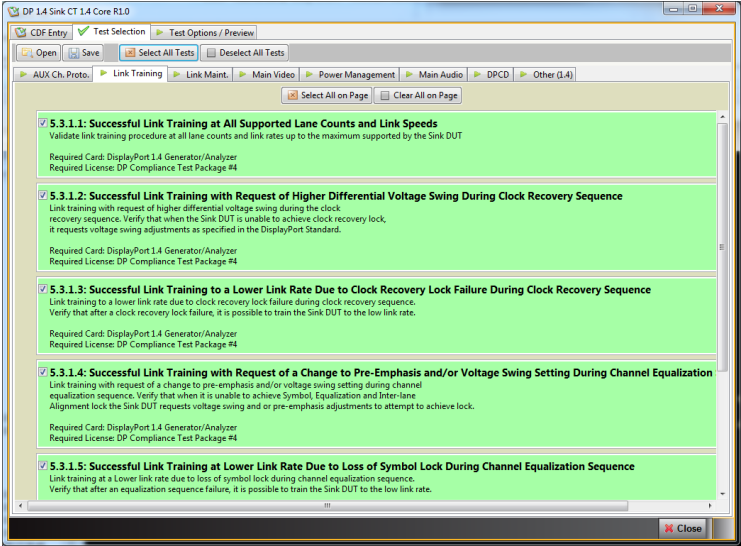 DP 1.4 Sink CT 1.4 Core R1.0
CDF Entry Test Selection Test Options / Preview
Open Save Select All Tests Deselect All Tests
AUX Ch. Proto. Link Training Link Maint. Main Video Power Management Main Audio DPCD Other (1.4)
Select All on Page Clear All on Page
5.3.1.1: Successful Link Training at All Supported Lane Counts and Link Speeds
Validate link training procedure at all lane counts and link rates up to the maximum supported by the Sink DUT
Required Card: DisplayPort 1.4 Generator/Analyzer
Required License: DP Compliance Test Package #4
5.3.1.2: Successful Link Training with Request of Higher Differential Voltage Swing During Clock Recovery Sequence
Link training with request of higher differential voltage swing during the clock
recovery sequence. Verify that when the Sink DUT is unable to achieve clock recovery lock,
it requests voltage swing adjustments as specified in the DisplayPort Standard.
Required Card: DisplayPort 1.4 Generator/Analyzer
Required License: DP Compliance Test Package #4
5.3.1.3: Successful Link Training to a Lower Link Rate Due to Clock Recovery Lock Failure During Clock Recovery Sequence
Link training to a lower link rate due to clock recovery lock failure during clock recovery sequence.
Verify that after a clock recovery lock failure, it is possible to train the Sink DUT to the low link rate.
Required Card: DisplayPort 1.4 Generator/Analyzer
Required License: DP Compliance Test Package #4
5.3.1.4: Successful Link Training with Request of a Change to Pre-Emphasis and/or Voltage Swing Setting During Channel Equalization
Link training with request of a change to pre-emphasis and/or voltage swing setting during channel
equalization sequence. Verify that when it is unable to achieve Symbol, Equalization and Inter-lane
Alignment lock the Sink DUT requests voltage swing and or pre-emphasis adjustments to attempt to achieve lock.
Required Card: DisplayPort 1.4 Generator/Analyzer
Required License: DP Compliance Test Package #4
5.3.1.5: Successful Link Training at Lower Link Rate Due to Loss of Symbol Lock During Channel Equalization Sequence
Link training at a Lower link rate due to loss of symbol lock during channel equalization sequence.
Verify that after an equalization sequence failure, it is possible to train the Sink DUT to the low link rate.
Close